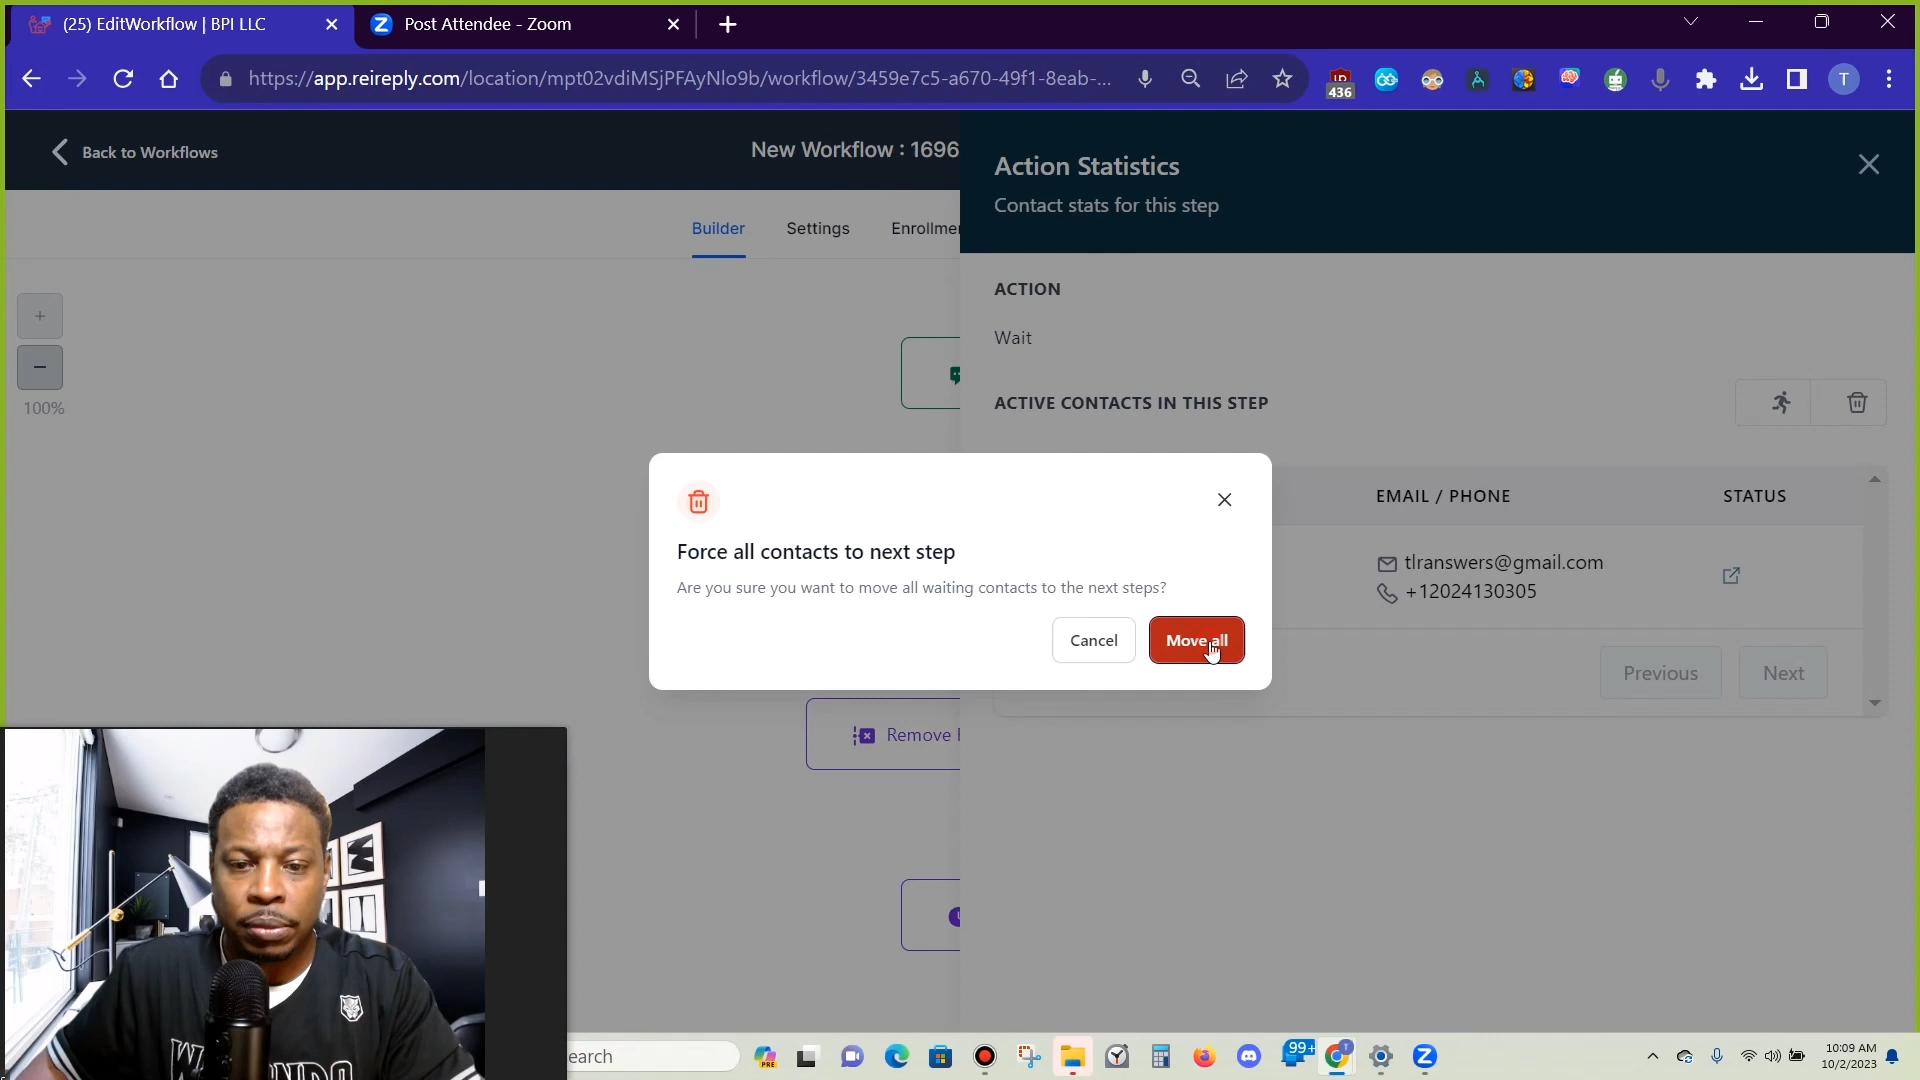 (25) EditWorkflow | BPI LLC
Post Attendee - Zoom
https://app.reireply.com/location/mpt02vdiMSjPFAyNlo9b/workflow/3459e7c5-a670-49f1-8eab-...
436
T
Back to Workflows
New Workflow : 1696
Action Statistics
Contact stats for this step
Builder
Settings
Enrollmen
ACTION
Wait
100%
ACTIVE CONTACTS IN THIS STEP
EMAIL / PHONE
STATUS
Force all contacts to next step
Are you sure you want to move all waiting contacts to the next steps?
tlranswers@gmail.com
+12024130305
Cancel
Move all
Previous
Next
Remove
earch
PRE
99+
T
10:09 AM
10/2/2023